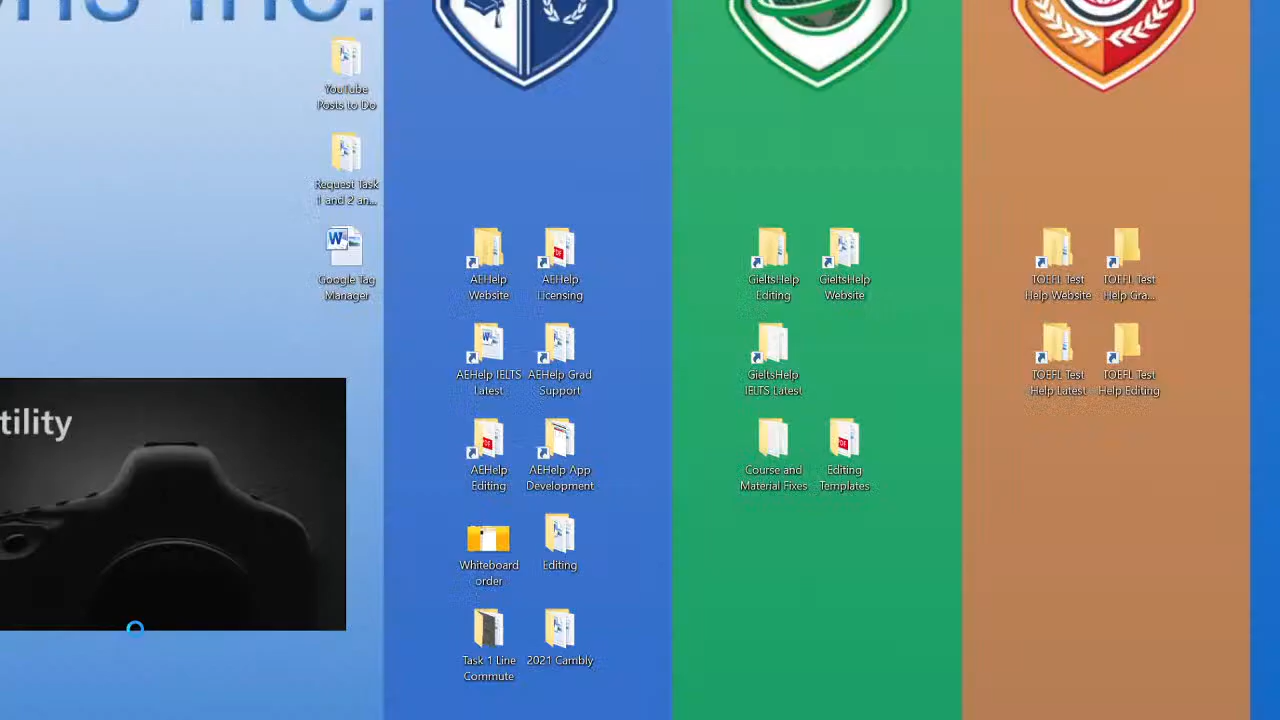 ons Inc.
YouTube
Posts to Do
Request Task
1 and 2 an...
Google Tag
Manager
tility
AEHelp
Website
AEHelp
Licensing
AEHelp IELTS
Latest
AEHelp Grad
Support
AEHelp
Editing
AEHelp App
Development
Whiteboard
order
Editing
Task 1 Line
Commute
2021 Cambly
GieltsHelp
Editing
GieltsHelp
Website
GieltsHelp
IELTS Latest
Course and
Material Fixes
Editing
Templates
TOEFL Test
Help Website
TOEFL Test
Help Gra...
TOEFL Test
Help Latest
TOEFL Test
Help Editing